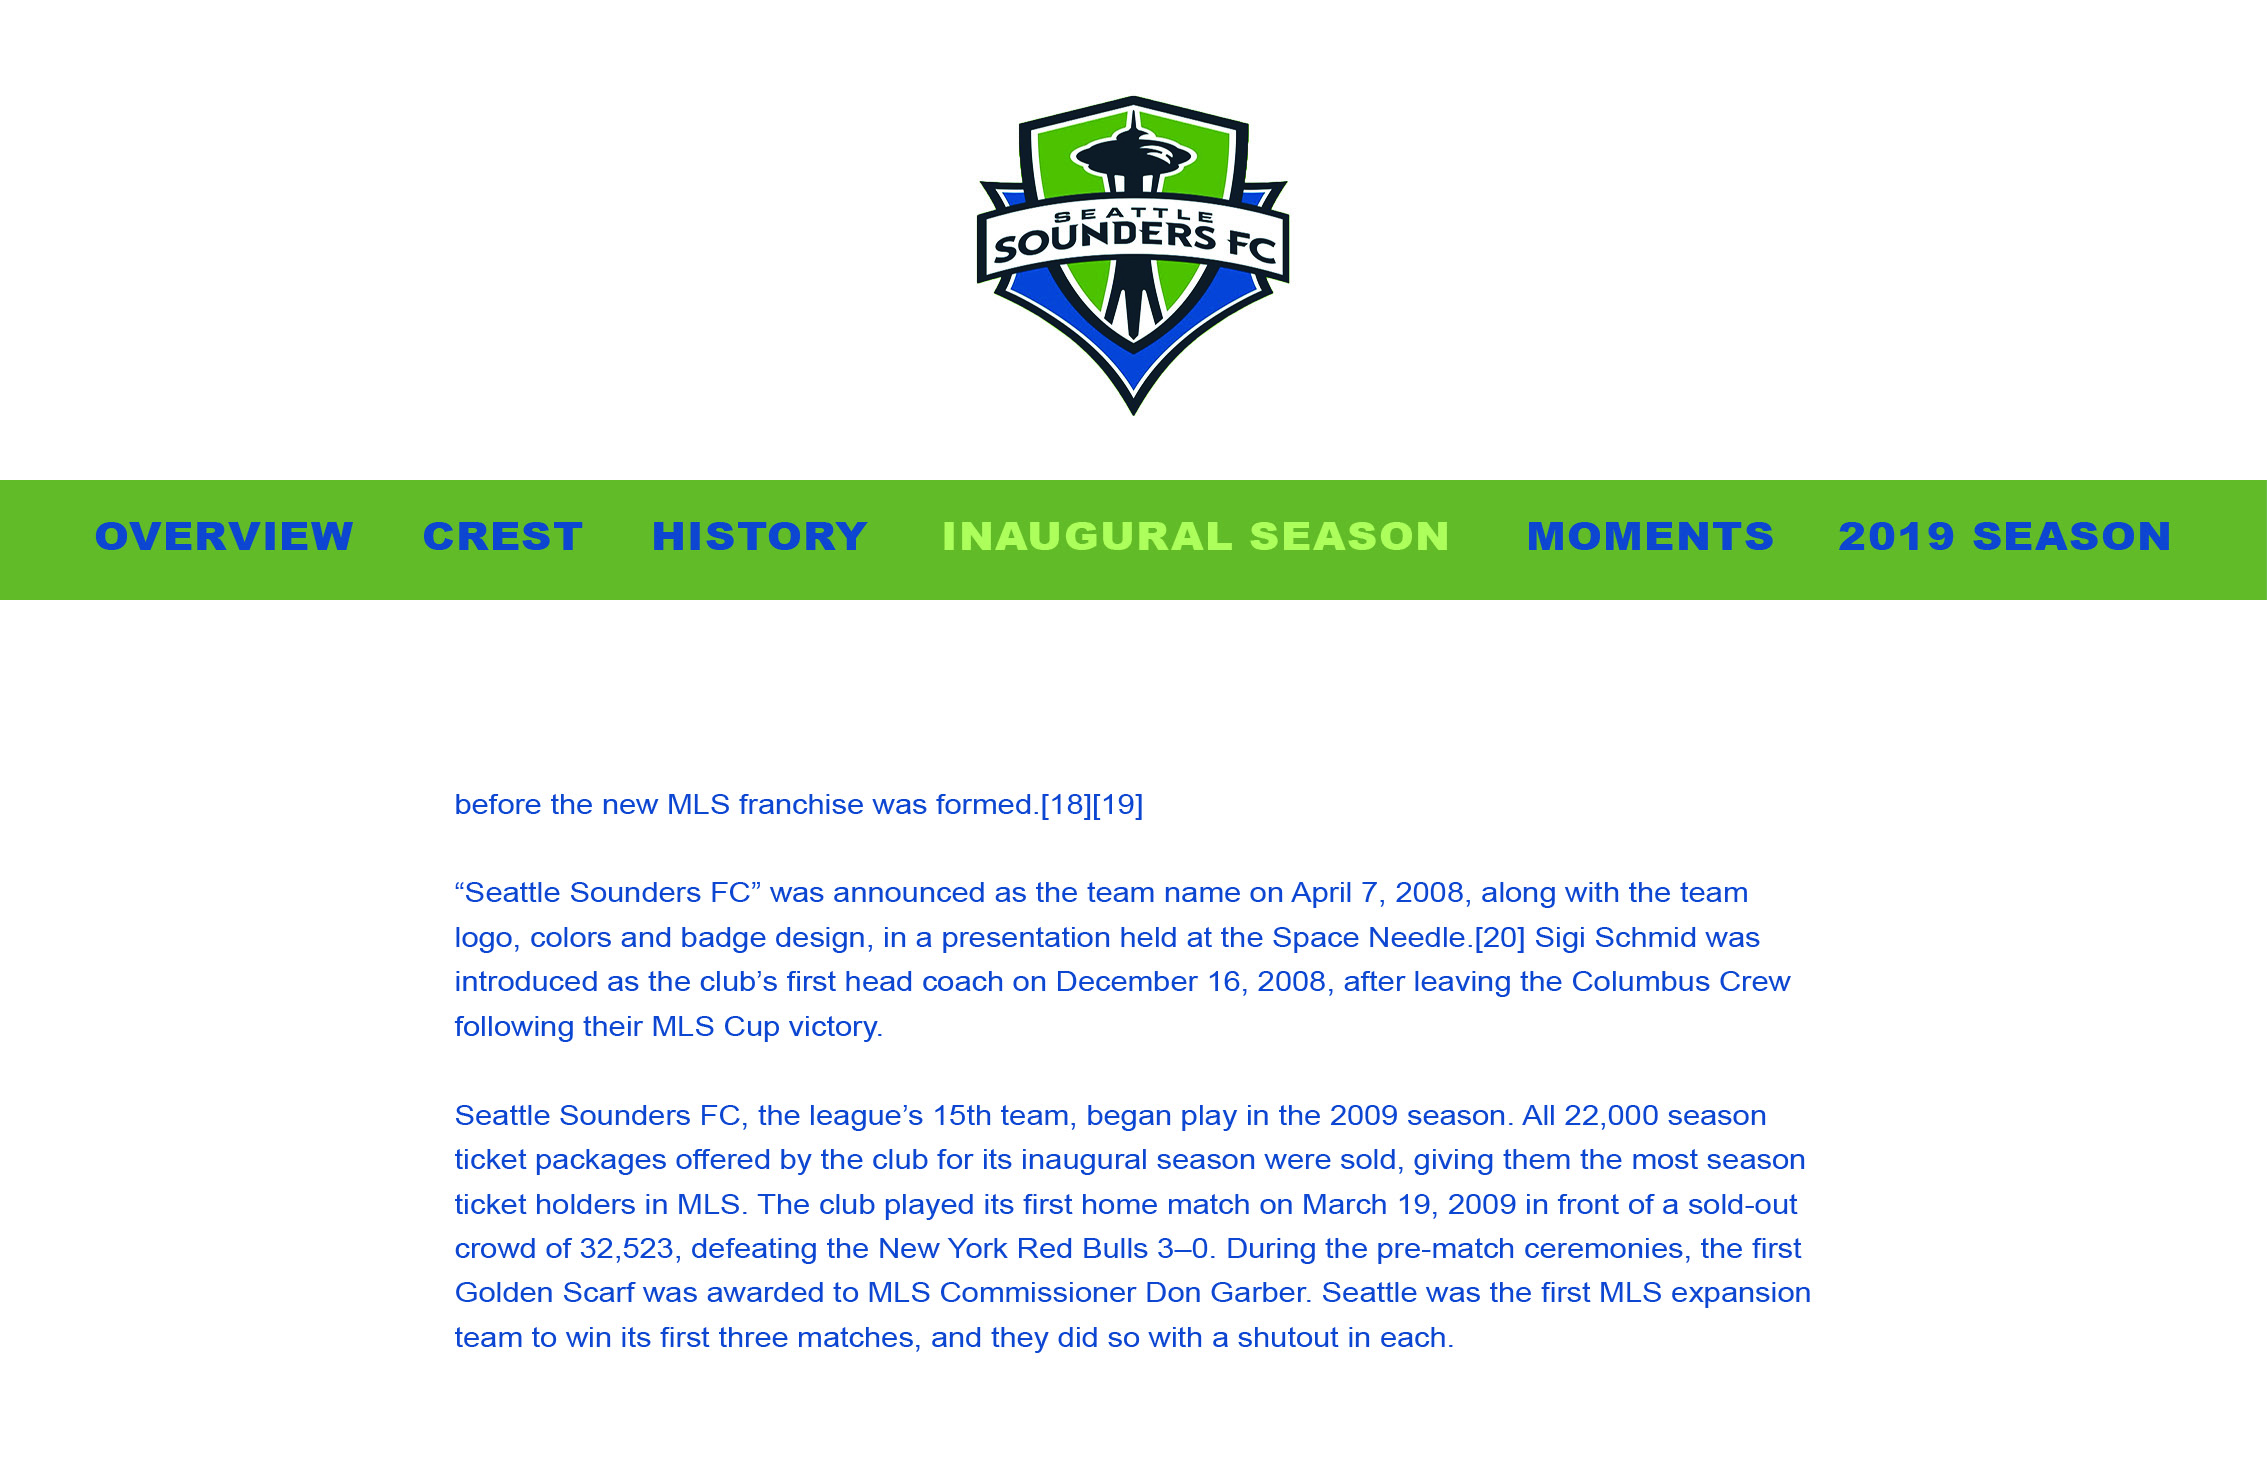 SEATTLE
SOUNDERS FC
OVERVIEW CREST HISTORY INAUGURAL SEASON MOMENTS 2019 SEASON
before the new MLS franchise was formed.[18][19]
“Seattle Sounders FC” was announced as the team name on April 7, 2008, along with the team
logo, colors and badge design, in a presentation held at the Space Needle.[20] Sigi Schmid was
introduced as the club’s first head coach on December 16, 2008, after leaving the Columbus Crew
following their MLS Cup victory.
Seattle Sounders FC, the league’s 15th team, began play in the 2009 season. All 22,000 season
ticket packages offered by the club for its inaugural season were sold, giving them the most season
ticket holders in MLS. The club played its first home match on March 19, 2009 in front of a sold-out
crowd of 32,523, defeating the New York Red Bulls 3–0. During the pre-match ceremonies, the first
Golden Scarf was awarded to MLS Commissioner Don Garber. Seattle was the first MLS expansion
team to win its first three matches, and they did so with a shutout in each.